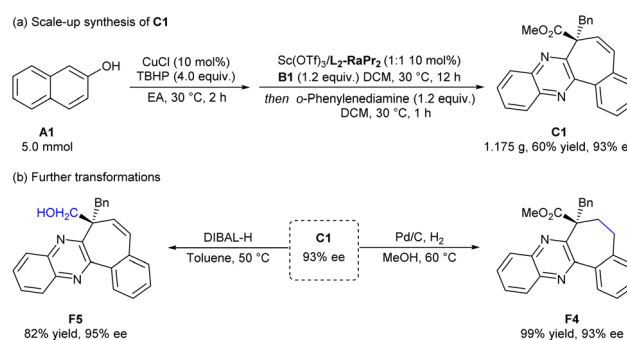 (a) Scale-up synthesis of C1
OH
A1
5.0 mmol
CuCl (10 mol%)
TBHP (4.0 equiv.)
EA, 30 °C, 2 h
Sc(OTf)3/L2-RaPr2 (1:1 10 mol%)
B1 (1.2 equiv.) DCM, 30 °C, 12 h
then o-Phenylenediamine (1.2 equiv.)
DCM, 30 °C, 1 h
MeO2C
Bn
N
N
C1
1.175 g, 60% yield, 93% ee
(b) Further transformations
HOH2C
Bn
N
N
F5
82% yield, 95% ee
DIBAL-H
Toluene, 50 °C
C1
93% ee
Pd/C, H2
MeOH, 60 °C
MeO2C
Bn
N
N
F4
99% yield, 93% ee